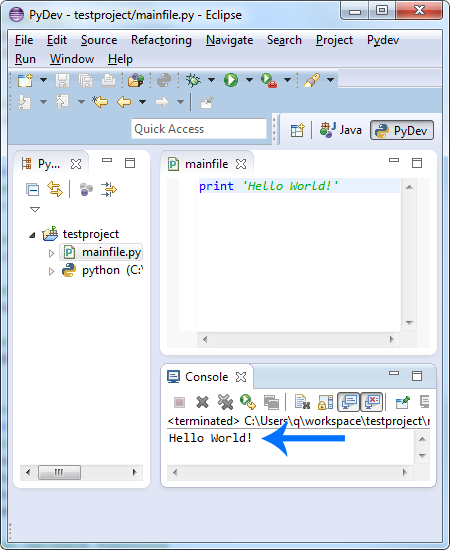 PyDev - testproject/mainfile.py - Eclipse
File Edit Source Refactoring Navigate Search Project Pydev
Run Window Help
Quick Access
Java
PyDev
Py...
mainfile
print 'Hello World!'
testproject
mainfile.py
python (C:\
Console
<terminated> C:\Users\q\workspace\testproject\
Hello World!